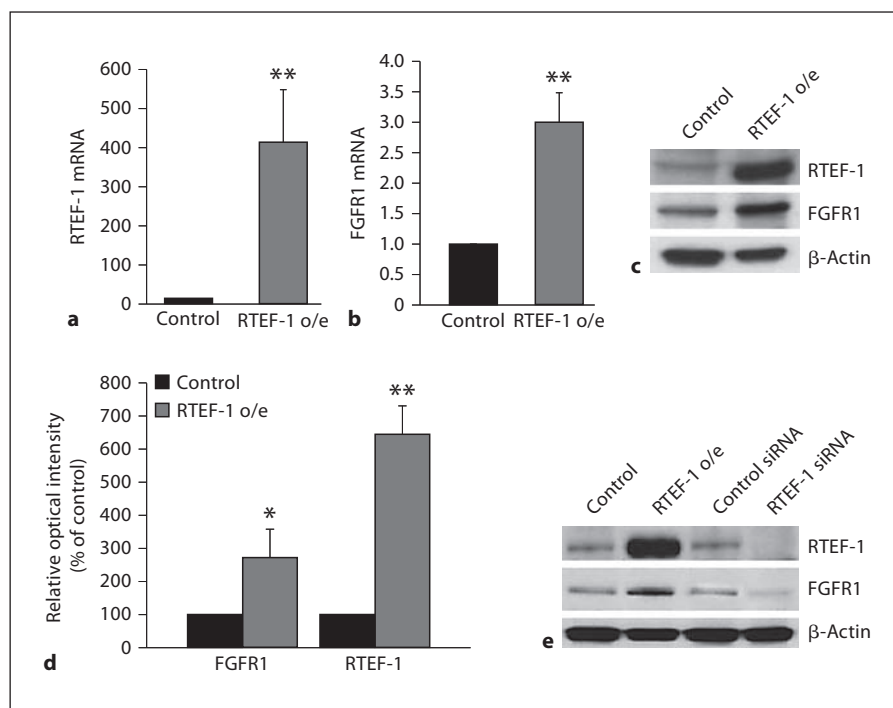 600
500
400
300
200
100
0
RTEF-1 mRNA
**
Control
RTEF-1 o/e
a
4.0
3.5
3.0
2.5
2.0
1.5
1.0
0.5
0
FGFR1 mRNA
**
Control
RTEF-1 o/e
b
Control
RTEF-1 o/e
RTEF-1
FGFR1
β-Actin
c
800
700
600
500
400
300
200
100
0
Relative optical intensity
(% of control)
Control
RTEF-1 o/e
*
**
FGFR1
RTEF-1
d
Control
RTEF-1 o/e
Control siRNA
RTEF-1 siRNA
RTEF-1
FGFR1
β-Actin
e